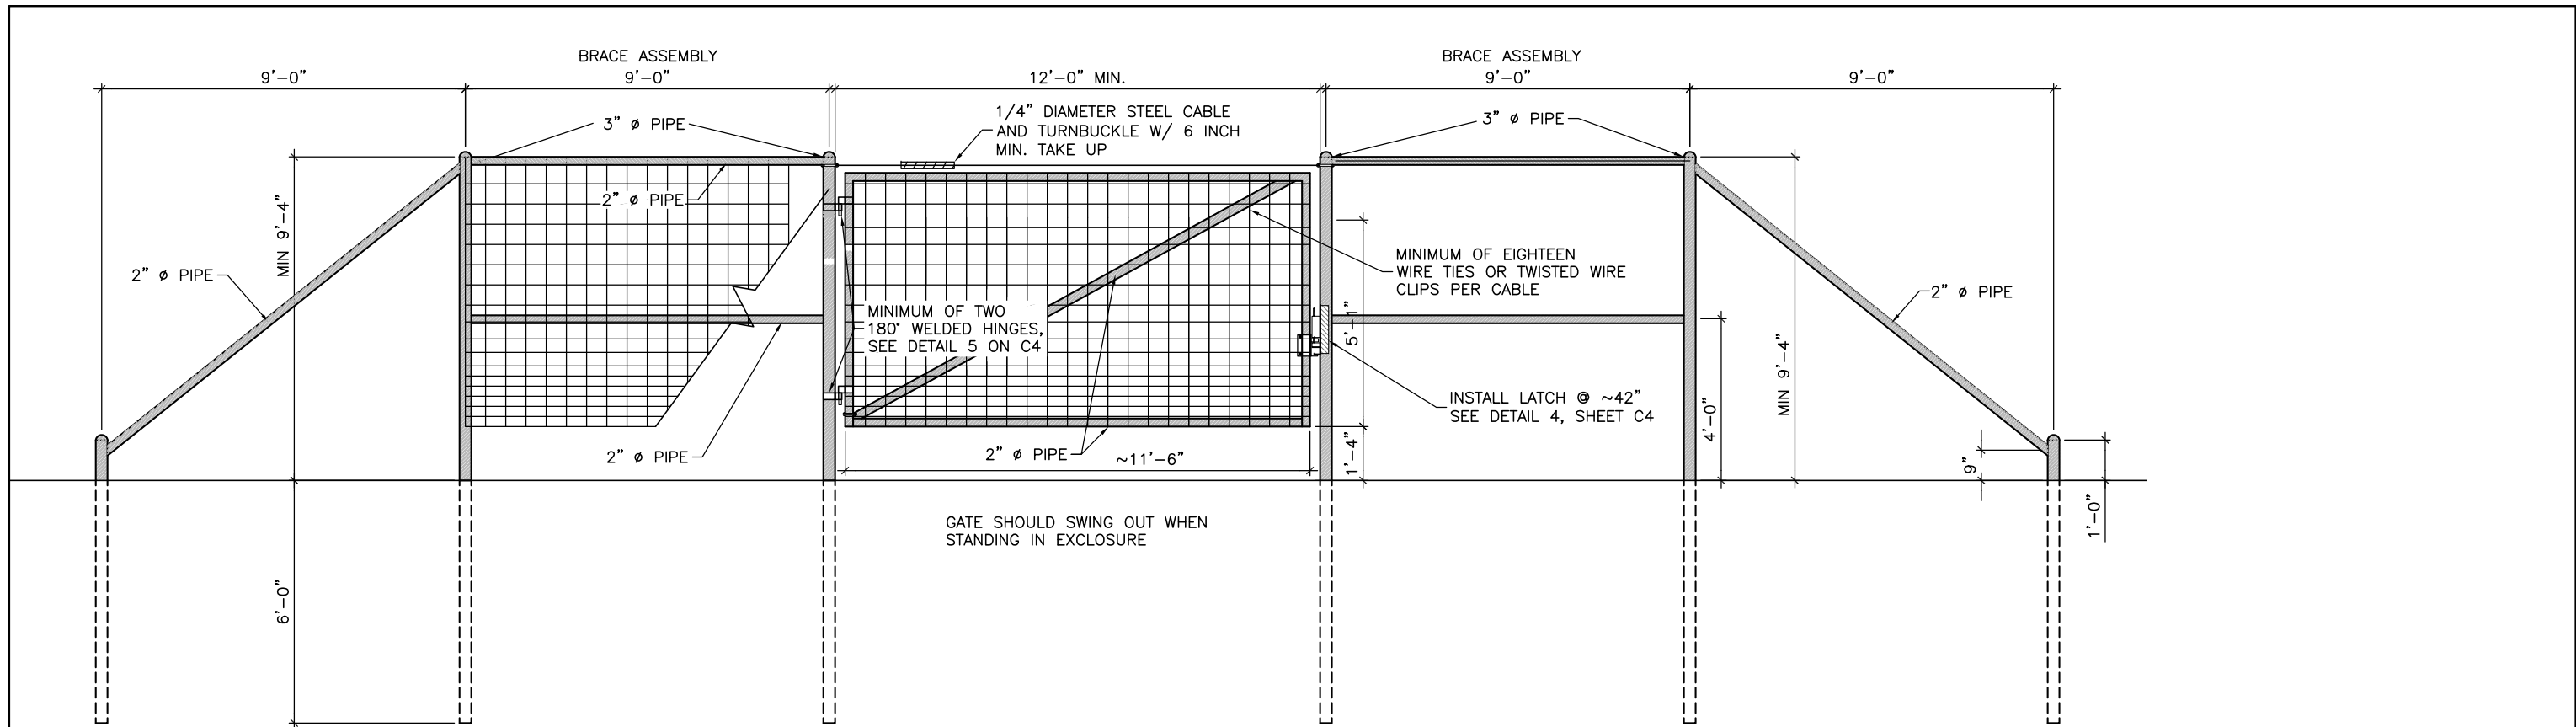 BRACE ASSEMBLY
BRACE ASSEMBLY
9'-0"
9'-0"
12'-0" MIN.
9'-0"
9'-0"
1/4" DIAMETER STEEL CABLE
AND TURNBUCKLE W/ 6 INCH
MIN. TAKE UP
3" ø PIPE
3" ø PIPE
MIN 9'-4"
2" ø PIPE
2" ø PIPE
MINIMUM OF EIGHTEEN
WIRE TIES OR TWISTED WIRE
CLIPS PER CABLE
2" ø PIPE
MINIMUM OF TWO
180° WELDED HINGES,
SEE DETAIL 5 ON C4
5'-1"
MIN 9'-4"
INSTALL LATCH @ ~42"
SEE DETAIL 4, SHEET C4
4'-0"
2" ø PIPE
2" ø PIPE
~11'-6"
1'-4"
9"
1'-0"
GATE SHOULD SWING OUT WHEN
STANDING IN EXCLOSURE
6'-0"